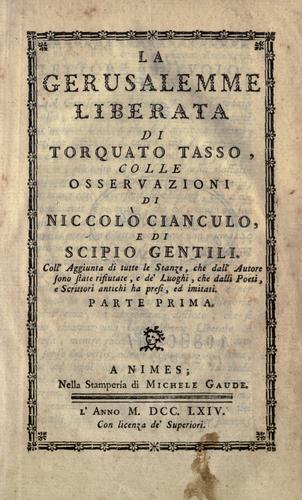 LA
GERUSALEMME
LIBERATA
DI
TORQUATO TASSO,
COLLE
OSSERVAZIONI
DI
NICCOLÒ CIANCULO,
E DI
SCIPIO GENTILI.
Coll' Aggiunta di tutte le Stanze, che dall' Autore
sono state rifiutate, e de' Luoghi, che dalli Poeti,
e Scrittori antichi ha presi, ed imitati.
PARTE PRIMA.
A NIMES;
Nella Stamperia di MICHELE GAUDE.
L' ANNO M. DCC. LXIV.
Con licenza de' Superiori.